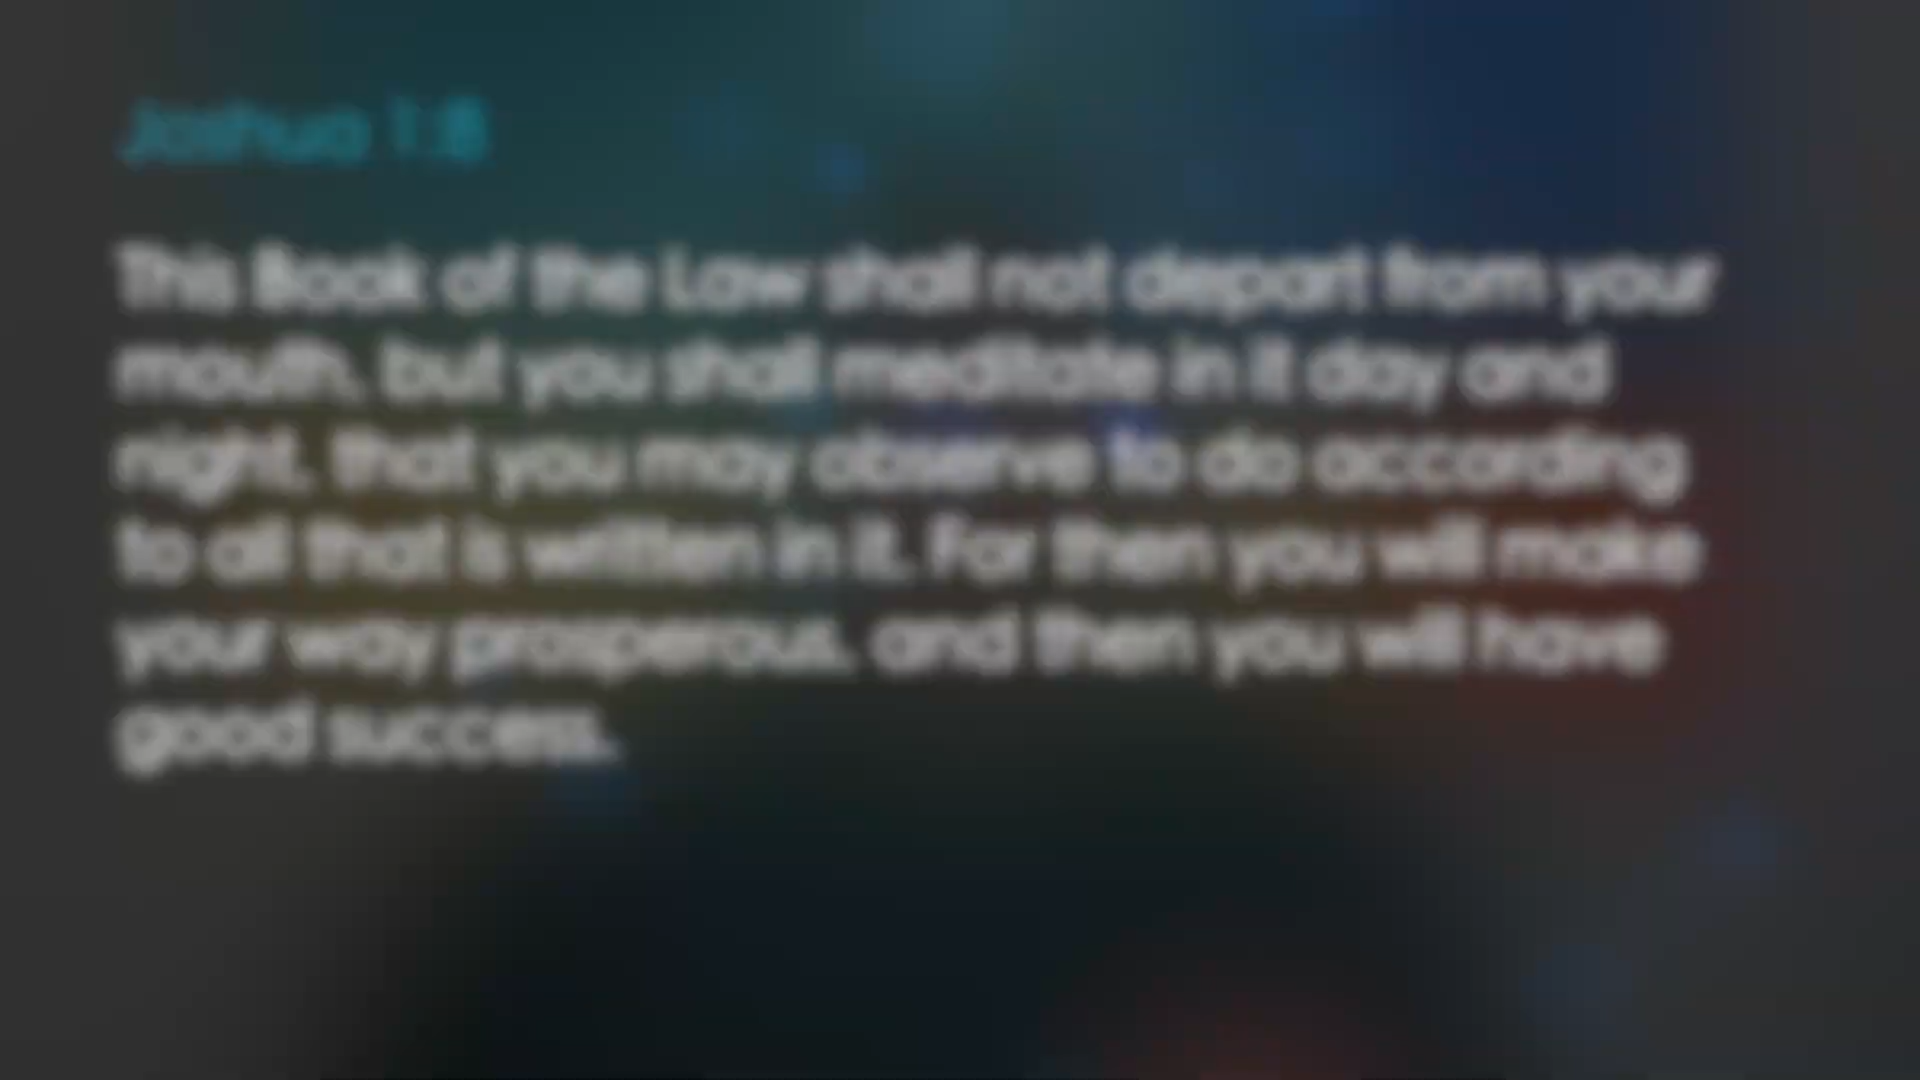 Joshua 1:8
This Book of the Law shall not depart from your
mouth, but you shall meditate in it day and
night, that you may observe to do according
to all that is written in it. For then you will make
your way prosperous, and then you will have
good success.